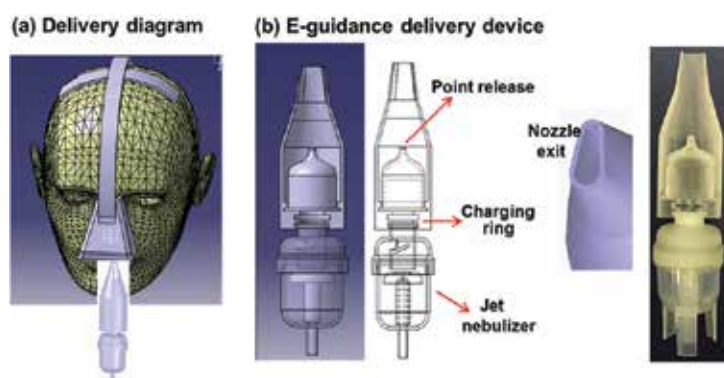 (a) Delivery diagram
(b) E-guidance delivery device
Point release
Nozzle
exit
Charging
ring
Jet
nebulizer